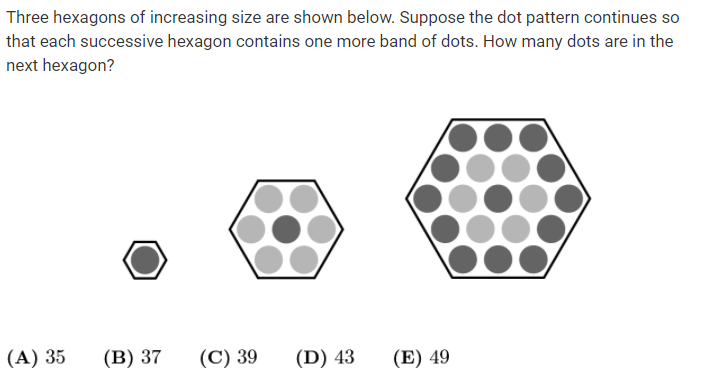 Three hexagons of increasing size are shown below. Suppose the dot pattern continues so
that each successive hexagon contains one more band of dots. How many dots are in the
next hexagon?
(A) 35 (B) 37 (C) 39 (D) 43 (E) 49